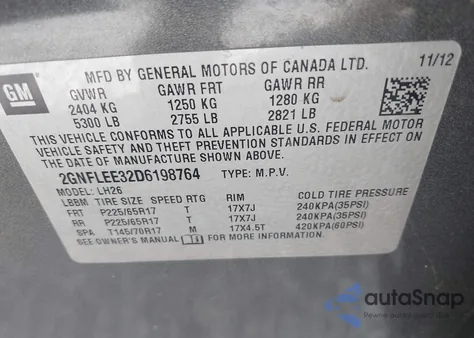 GM
MFD BY GENERAL MOTORS OF CANADA LTD. 11/12
GVWR GAWR FRT GAWR RR
2404 KG 1250 KG 1280 KG
5300 LB 2755 LB 2821 LB
THIS VEHICLE CONFORMS TO ALL APPLICABLE U.S. FEDERAL MOTOR
VEHICLE SAFETY AND THEFT PREVENTION STANDARDS IN EFFECT ON
THE DATE OF MANUFACTURE SHOWN ABOVE.
2GNFLEE32D6198764 TYPE: M.P.V.
MODEL: LH26
LBBM TIRE SIZE SPEED RTG RIM COLD TIRE PRESSURE
FRT P225/65R17 T 17X7J 240KPA(35PSI)
RR P225/65R17 T 17X7J 240KPA(35PSI)
SPA T145/70R17 M 17X4.5T 420KPA(60PSI)
SEE OWNER'S MANUAL FOR MORE INFORMATION
autoSnap
Pewne auta z USA